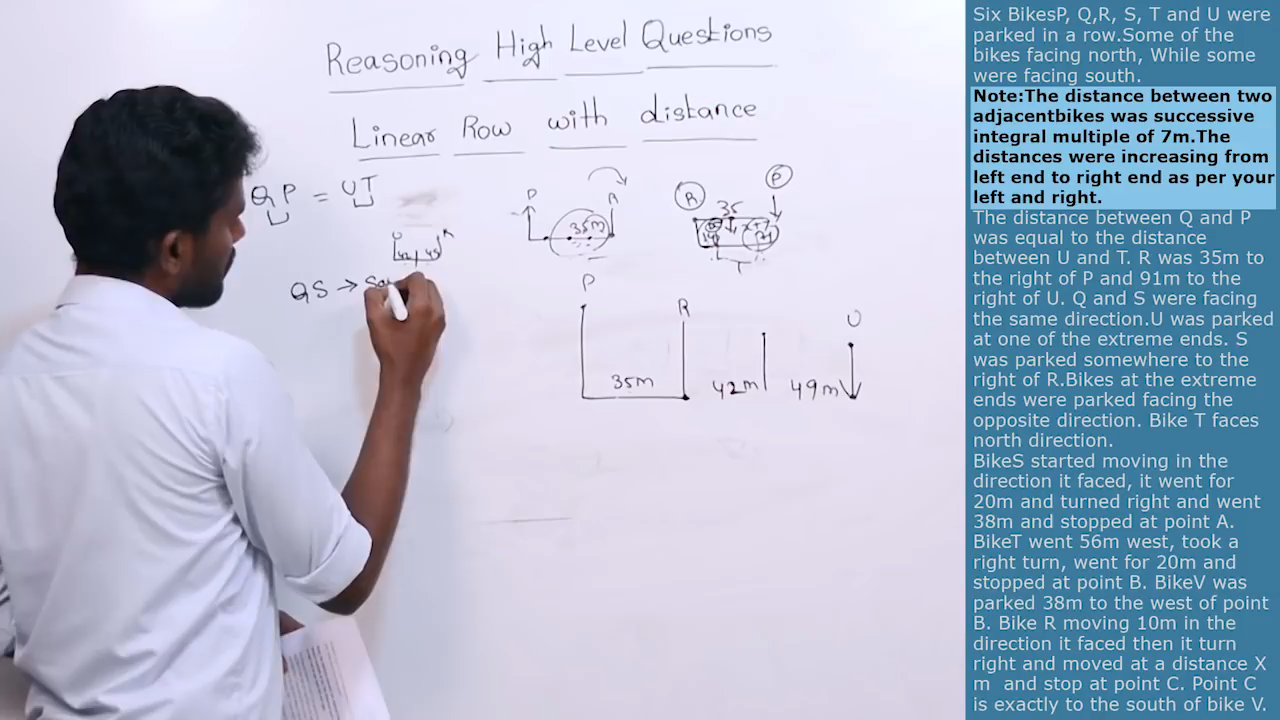 Reasoning High Level Questions
Linear Row with distance
QP = UT
P
R
35m
R
35
P
QS →
P
R
U
35m
42m
49m
Six BikesP, Q,R, S, T and U were
parked in a row.Some of the
bikes facing north, While some
were facing south.
Note:The distance between two
adjacentbikes was successive
integral multiple of 7m.The
distances were increasing from
left end to right end as per your
left and right.
The distance between Q and P
was equal to the distance
between U and T. R was 35m to
the right of P and 91m to the
right of U. Q and S were facing
the same direction.U was parked
at one of the extreme ends. S
was parked somewhere to the
right of R.Bikes at the extreme
ends were parked facing the
opposite direction. Bike T faces
north direction.
BikeS started moving in the
direction it faced, it went for
20m and turned right and went
38m and stopped at point A.
BikeT went 56m west, took a
right turn, went for 20m and
stopped at point B. BikeV was
parked 38m to the west of point
B. Bike R moving 10m in the
direction it faced then it turn
right and moved at a distance X
m and stop at point C. Point C
is exactly to the south of bike V.